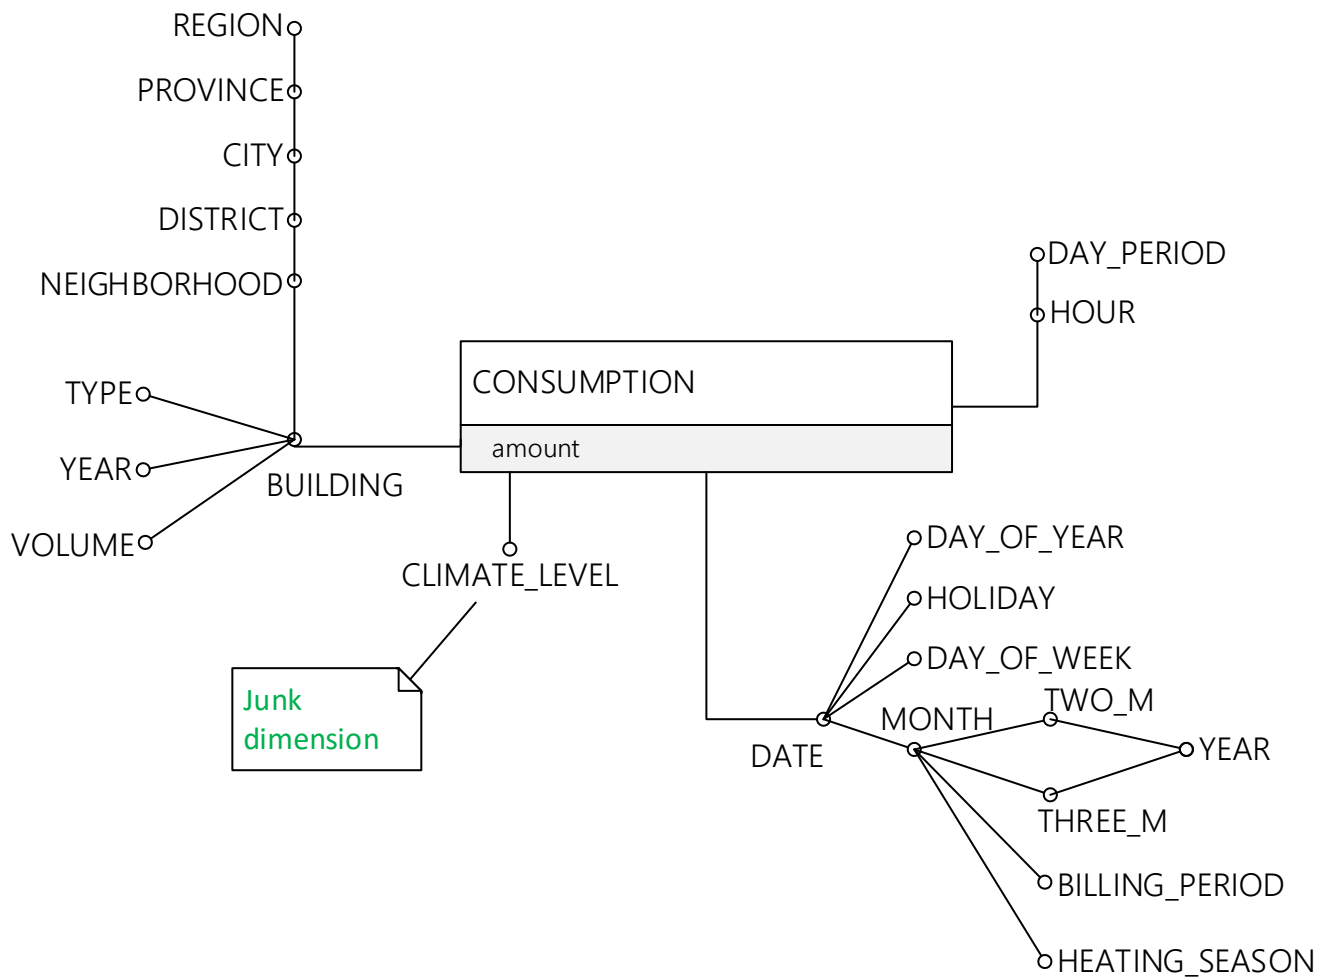 REGION
PROVINCE
CITY
DISTRICT
NEIGHBORHOOD
TYPE
YEAR
VOLUME
BUILDING
CONSUMPTION
amount
DAY_PERIOD
HOUR
CLIMATE_LEVEL
Junk
dimension
DAY_OF_YEAR
HOLIDAY
DAY_OF_WEEK
TWO_M
MONTH
DATE
YEAR
THREE_M
BILLING_PERIOD
HEATING_SEASON